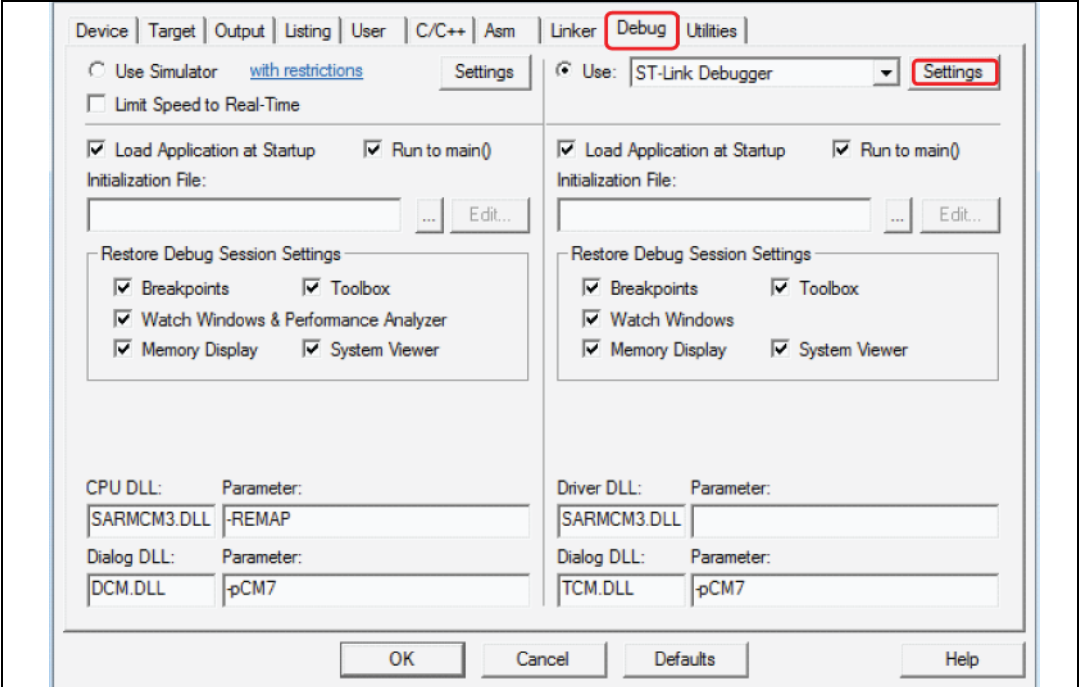 Device Target Output Listing User C/C++ Asm Linker Debug Utilities
Use Simulator with restrictions Settings Use: ST-Link Debugger Settings
Limit Speed to Real-Time
Load Application at Startup Run to main() Load Application at Startup Run to main()
Initialization File: Initialization File:
... Edit... ... Edit...
Restore Debug Session Settings Restore Debug Session Settings
Breakpoints Toolbox Breakpoints Toolbox
Watch Windows & Performance Analyzer Watch Windows
Memory Display System Viewer Memory Display System Viewer
CPU DLL: Parameter: Driver DLL: Parameter:
SARMCM3.DLL -REMAP SARMCM3.DLL
Dialog DLL: Parameter: Dialog DLL: Parameter:
DCM.DLL -pCM7 TCM.DLL -pCM7
OK Cancel Defaults Help